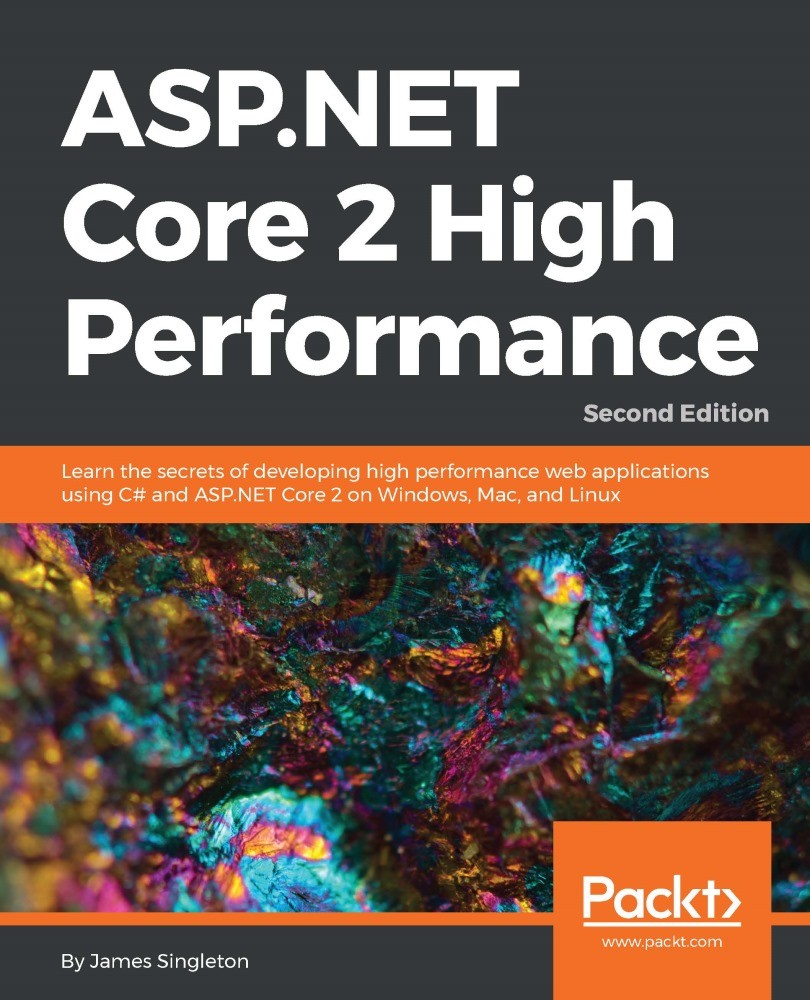 ASP.NET
Core 2 High
Performance
Second Edition
Learn the secrets of developing high performance web applications
using C# and ASP.NET Core 2 on Windows, Mac, and Linux
Packt>
www.packt.com
By James Singleton